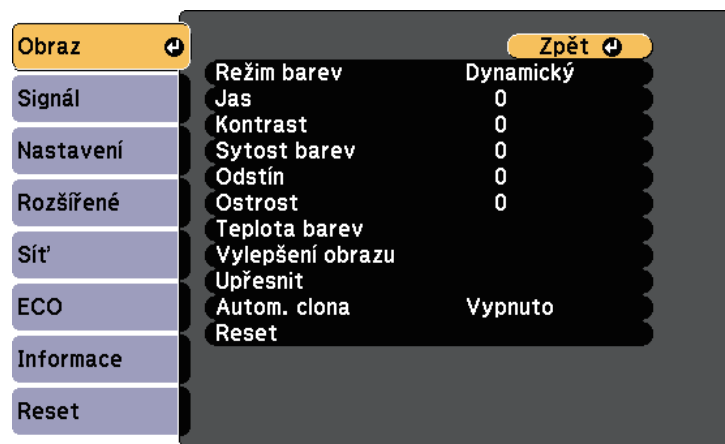 Obraz
Signál
Nastavení
Rozšířené
Síť
ECO
Informace
Reset
Zpět
Režim barev Dynamický
Jas 0
Kontrast 0
Sytost barev 0
Odstín 0
Ostrost 0
Teplota barev
Vylepšení obrazu
Upřesnit
Autom. clona Vypnuto
Reset